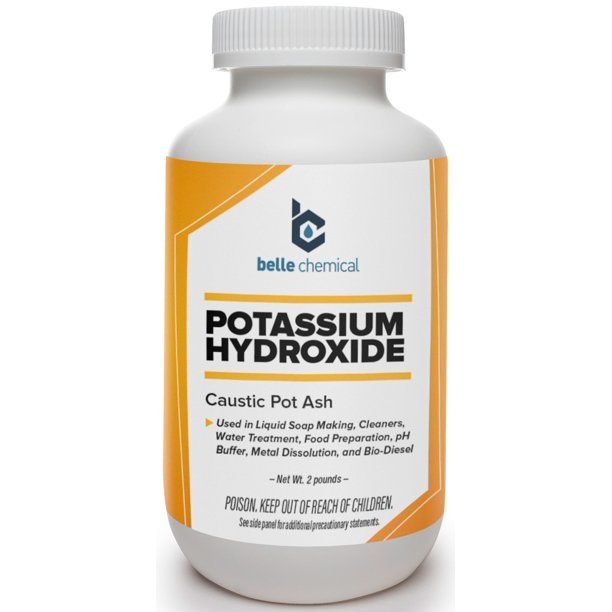 belle chemical
POTASSIUM
HYDROXIDE
Caustic Pot Ash
Used in Liquid Soap Making, Cleaners,
Water Treatment, Food Preparation, pH
Buffer, Metal Dissolution, and Bio-Diesel
– Net Wt. 2 pounds –
POISON. KEEP OUT OF REACH OF CHILDREN.
See side panel for additional precautionary statements.